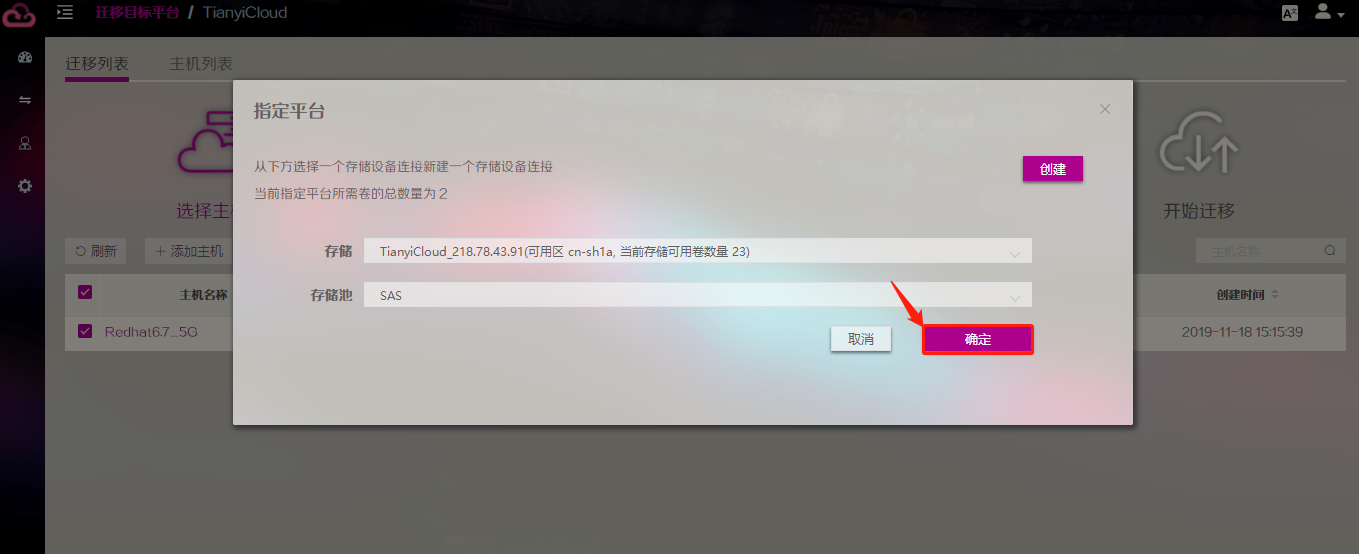 迁移目标平台 / TianyiCloud
迁移列表 主机列表
指定平台
从下方选择一个存储设备连接新建一个存储设备连接
创建
当前指定平台所需卷的总数量为 2
选择主
开始迁移
存储 TianyiCloud_218.78.43.91(可用区 cn-sh1a, 当前存储可用卷数量 23)
刷新 添加主机
主机名称
存储池 SAS
主机名称 创建时间
Redhat6.7_5G 2019-11-18 15:15:39
取消 确定